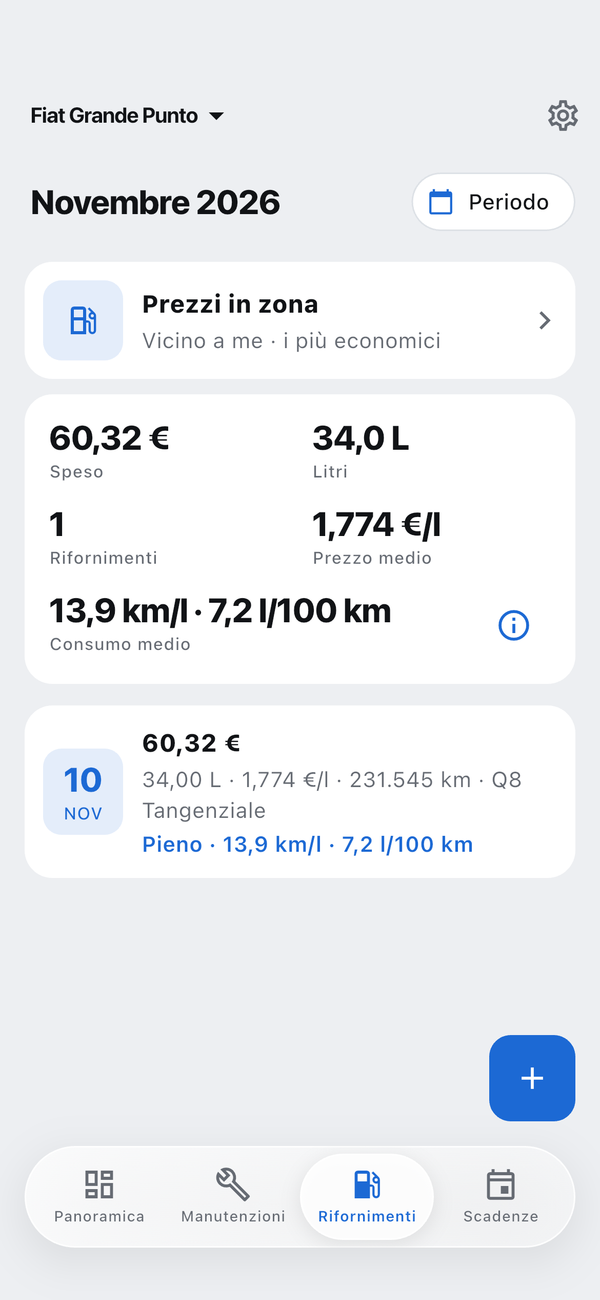 Fiat Grande Punto
Novembre 2026
Periodo
Prezzi in zona
Vicino a me · i più economici
60,32 €
Speso
34,0 L
Litri
1
Rifornimenti
1,774 €/l
Prezzo medio
13,9 km/l · 7,2 l/100 km
Consumo medio
10
NOV
60,32 €
34,00 L · 1,774 €/l · 231.545 km · Q8
Tangenziale
Pieno · 13,9 km/l · 7,2 l/100 km
Panoramica
Manutenzioni
Rifornimenti
Scadenze